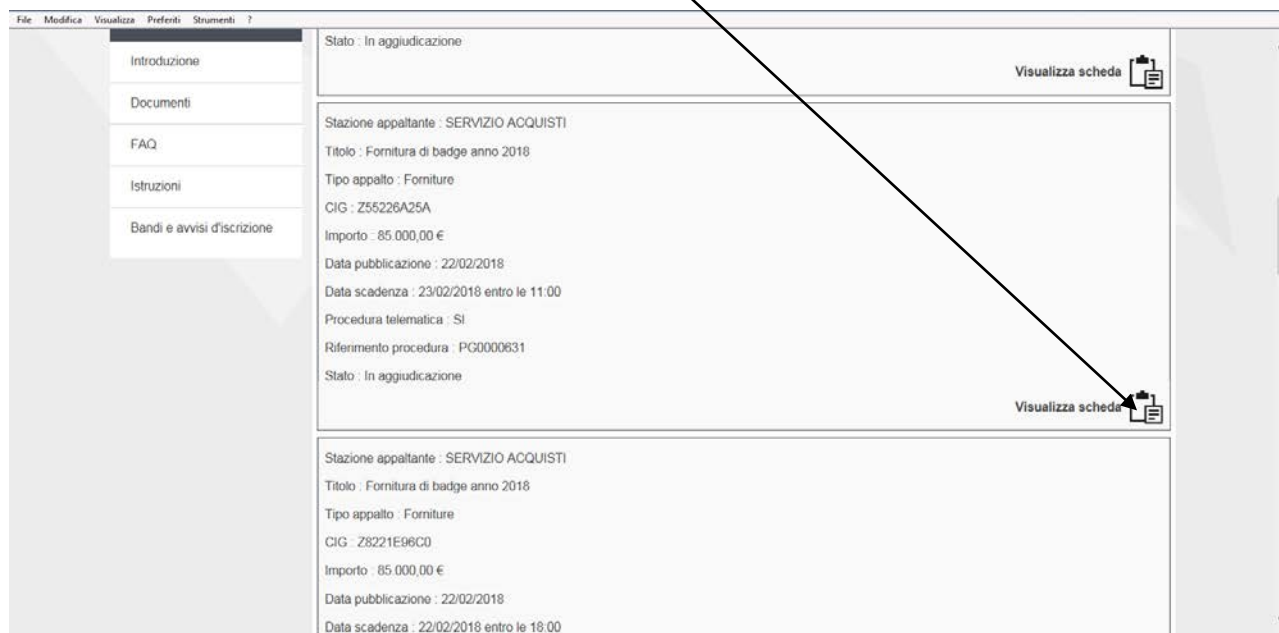 File Modifica Visualizza Preferiti Strumenti ?
Introduzione
Documenti
FAQ
Istruzioni
Bandi e avvisi d'iscrizione
Stato : In aggiudicazione
Visualizza scheda
Stazione appaltante : SERVIZIO ACQUISTI
Titolo : Fornitura di badge anno 2018
Tipo appalto : Forniture
CIG : Z55226A25A
Importo : 85.000,00 €
Data pubblicazione : 22/02/2018
Data scadenza : 23/02/2018 entro le 11:00
Procedura telematica : SI
Riferimento procedura : PG0000631
Stato : In aggiudicazione
Visualizza scheda
Stazione appaltante : SERVIZIO ACQUISTI
Titolo : Fornitura di badge anno 2018
Tipo appalto : Forniture
CIG : Z8221E96C0
Importo : 85.000,00 €
Data pubblicazione : 22/02/2018
Data scadenza : 22/02/2018 entro le 18:00